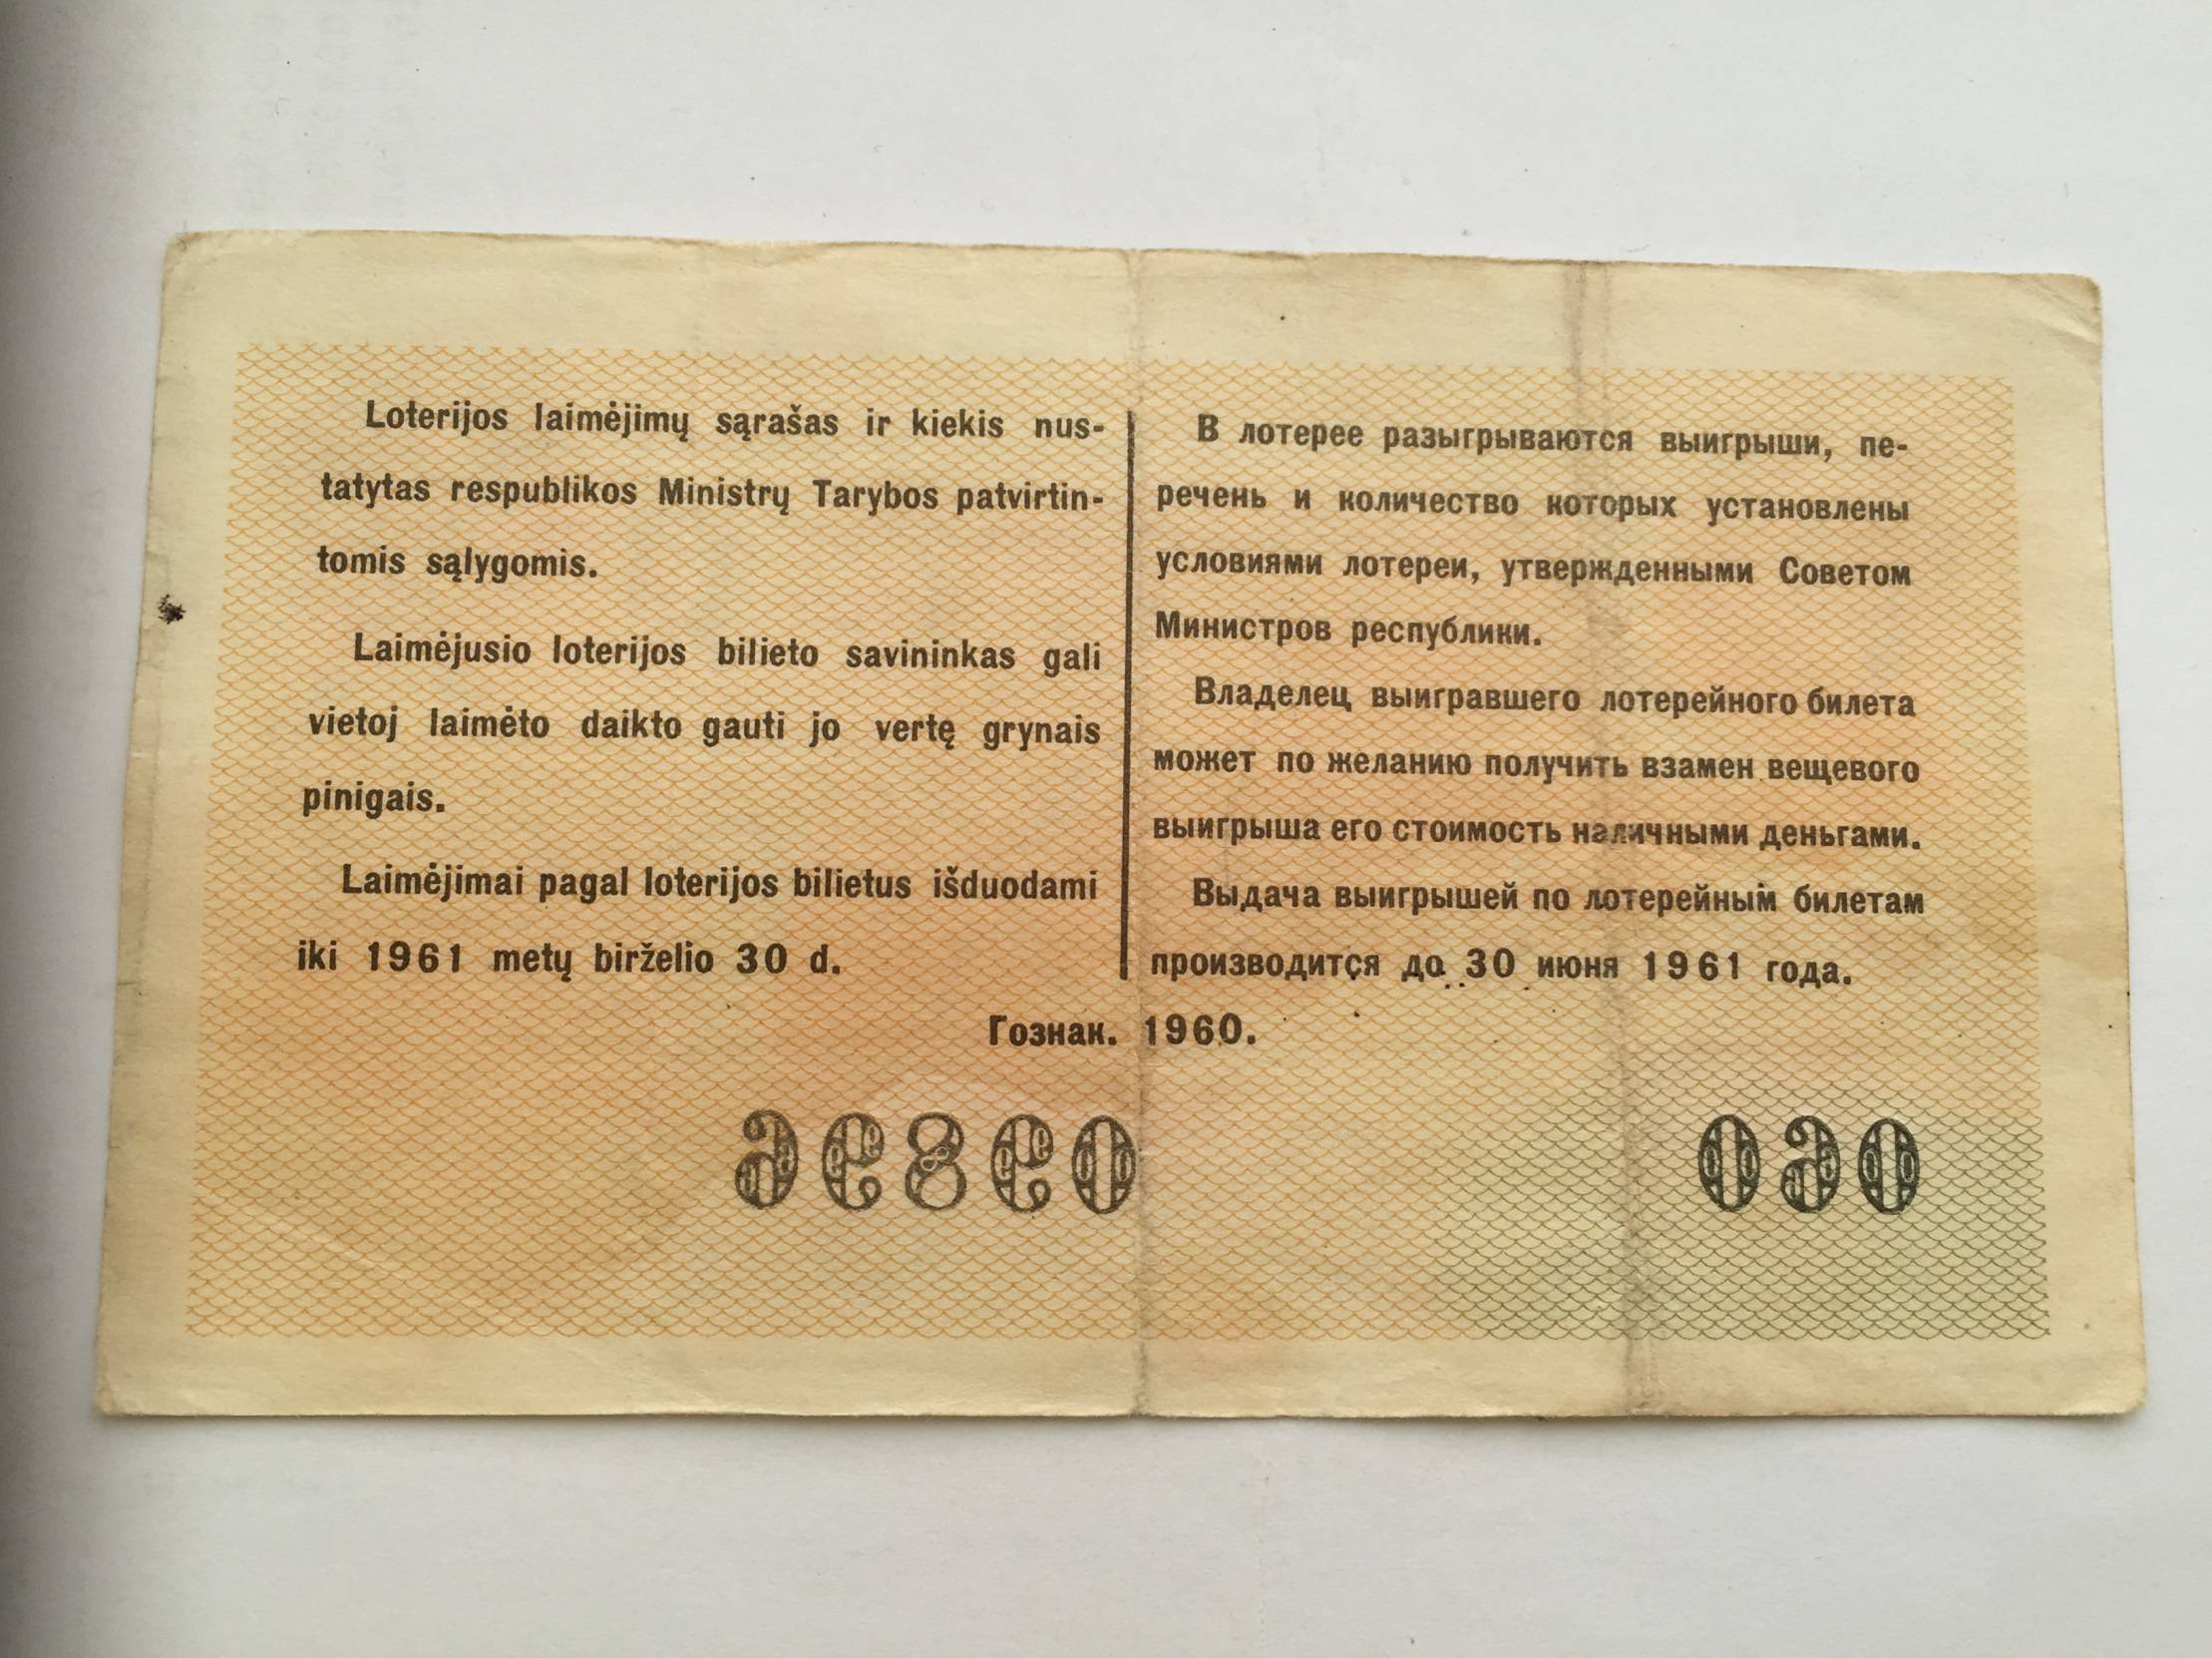 Loterijos laimėjimų sąrašas ir kiekis nus-
tatytas respublikos Ministrų Tarybos patvirtin-
tomis sąlygomis.
Laimėjusio loterijos bilieto savininkas gali
vietoj laimėto daikto gauti jo vertę grynais
pinigais.
Laimėjimai pagal loterijos bilietus išduodami
iki 1961 metų birželio 30 d.
В лотерее разыгрываются выигрыши, пе-
речень и количество которых установлены
условиями лотереи, утвержденными Советом
Министров республики.
Владелец выигравшего лотерейного билета
может по желанию получить взамен вещевого
выигрыша его стоимость наличными деньгами.
Выдача выигрышей по лотерейным билетам
производится до 30 июня 1961 года.
Гознак. 1960.
09896 060